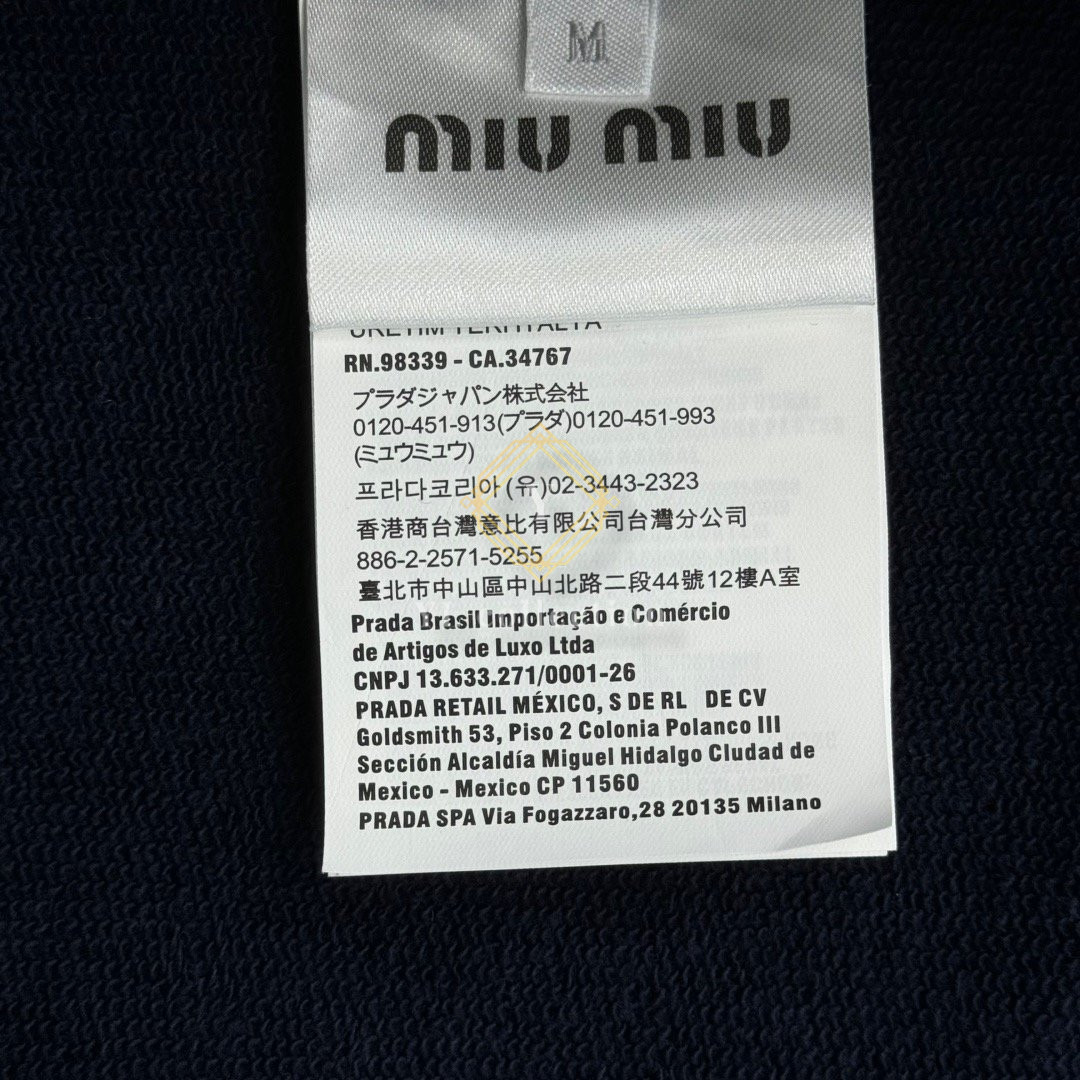 M
miu miu
ÜRETİM YERİ İTALYA
RN.98339 - CA.34767
プラダジャパン株式会社
0120-451-913(プラダ)0120-451-993
(ミュウミュウ)
프라다코리아(유)02-3443-2323
香港商台灣意比有限公司台灣分公司
886-2-2571-5255
臺北市中山區中山北路二段44號12樓A室
Prada Brasil Importação e Comércio
de Artigos de Luxo Ltda
CNPJ 13.633.271/0001-26
PRADA RETAIL MÉXICO, S DE RL DE CV
Goldsmith 53, Piso 2 Colonia Polanco III
Sección Alcaldía Miguel Hidalgo Cludad de
Mexico - Mexico CP 11560
PRADA SPA Via Fogazzaro,28 20135 Milano